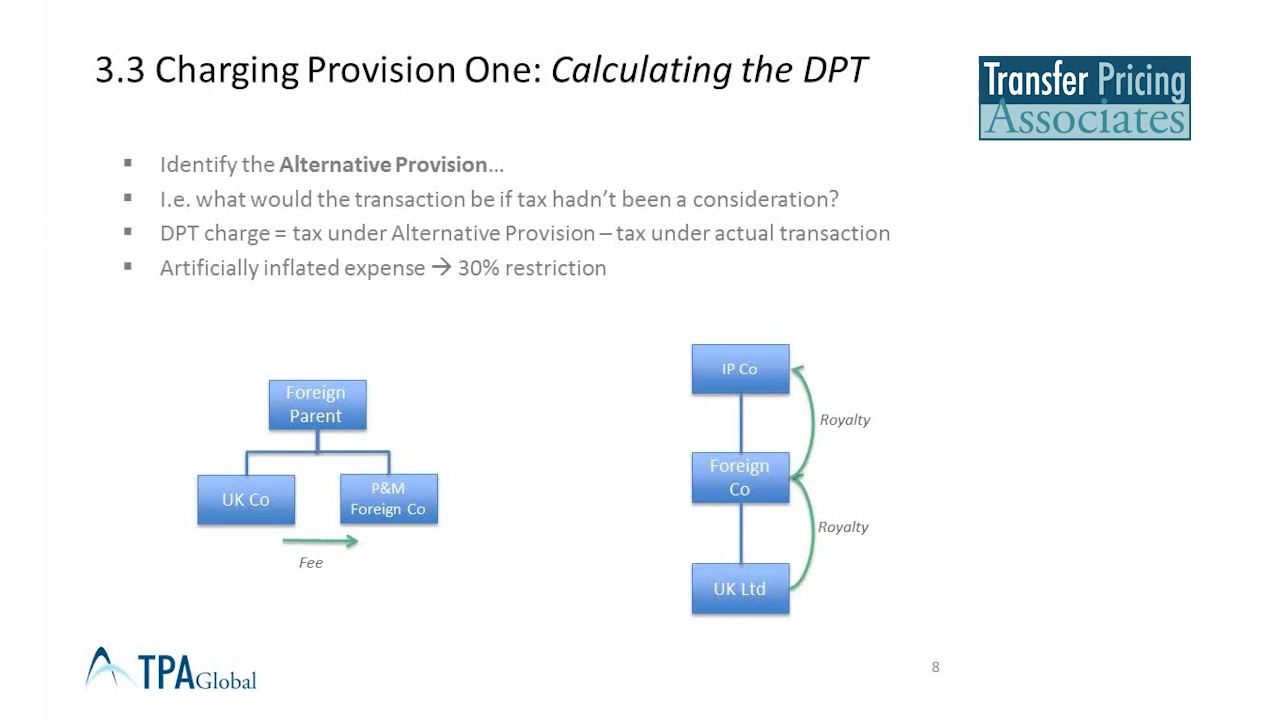 3.3 Charging Provision One: Calculating the DPT
Transfer Pricing
Associates
▪ Identify the Alternative Provision...
▪ I.e. what would the transaction be if tax hadn’t been a consideration?
▪ DPT charge = tax under Alternative Provision – tax under actual transaction
▪ Artificially inflated expense → 30% restriction
Foreign
Parent
UK Co
P&M
Foreign Co
Fee
IP Co
Royalty
Foreign
Co
Royalty
UK Ltd
TPA Global
8